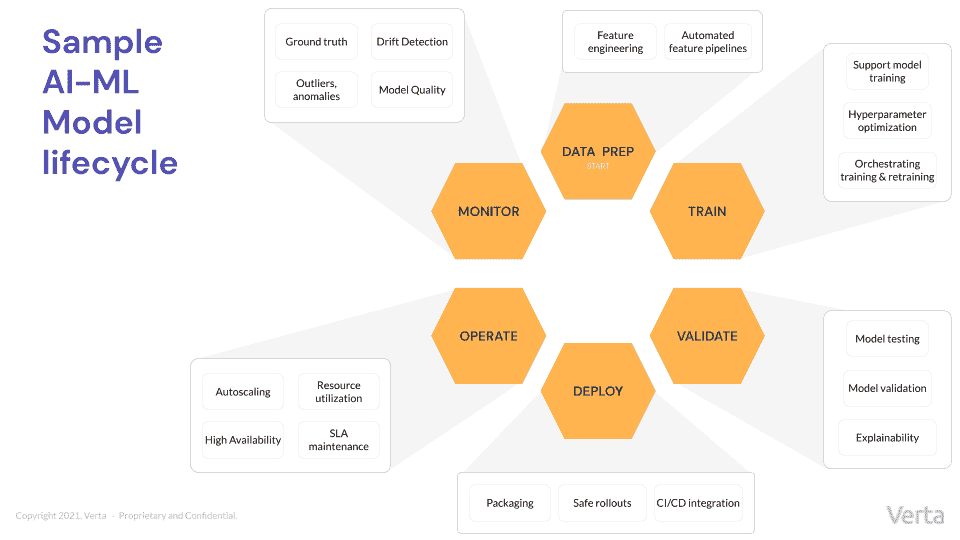 Sample
AI-ML
Model
lifecycle
Ground truth
Drift Detection
Outliers,
anomalies
Model Quality
Feature
engineering
Automated
feature pipelines
Support model
training
Hyperparameter
optimization
Orchestrating
training & retraining
DATA PREP
START
MONITOR
TRAIN
OPERATE
VALIDATE
DEPLOY
Model testing
Model validation
Explainability
Autoscaling
Resource
utilization
High Availability
SLA
maintenance
Packaging
Safe rollouts
CI/CD integration
Copyright 2021. Verta - Proprietary and Confidential.
Verta